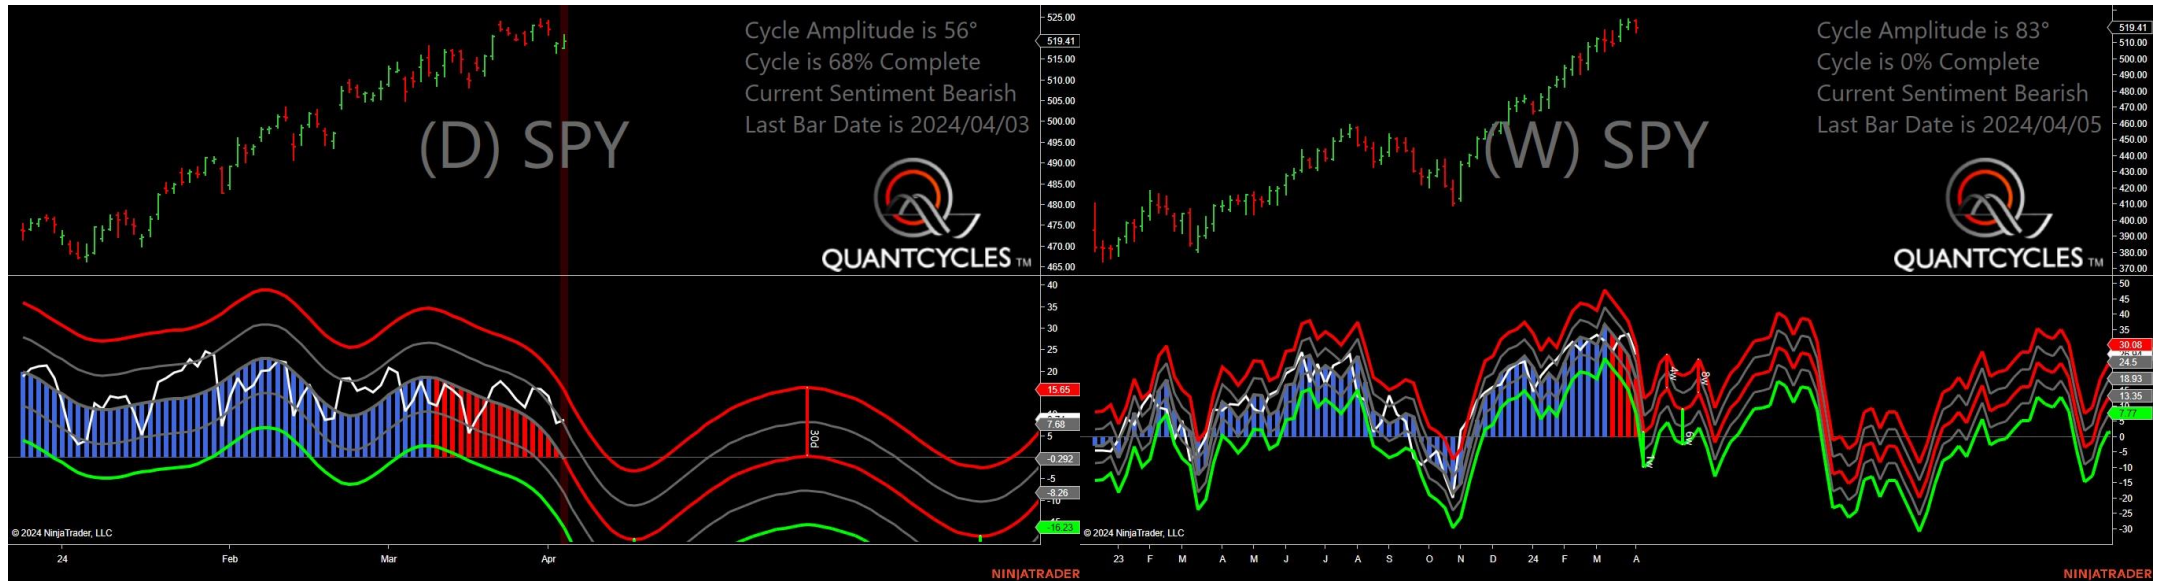 Cycle Amplitude is 56°
Cycle is 68% Complete
Current Sentiment Bearish
Last Bar Date is 2024/04/03
(D) SPY
QUANTCYCLES TM
525.00
519.41
515.00
510.00
505.00
500.00
495.00
490.00
485.00
480.00
475.00
470.00
465.00
40
35
30
25
20
15.65
7.68
5
-0.292
-5
-8.26
-16.23
30d
© 2024 NinjaTrader, LLC
24 Feb Mar Apr
NINJATRADER
Cycle Amplitude is 83°
Cycle is 0% Complete
Current Sentiment Bearish
Last Bar Date is 2024/04/05
(W) SPY
QUANTCYCLES TM
519.41
510.00
500.00
490.00
480.00
470.00
460.00
450.00
440.00
430.00
420.00
410.00
400.00
390.00
380.00
370.00
50
45
40
35
30.08
24.5
18.93
13.35
7.77
5
0
-5
-10
-15
-20
-25
-30
4w
8w
6w
1w
© 2024 NinjaTrader, LLC
23 F M A M J J A S O N D 24 F M A
NINJATRADER